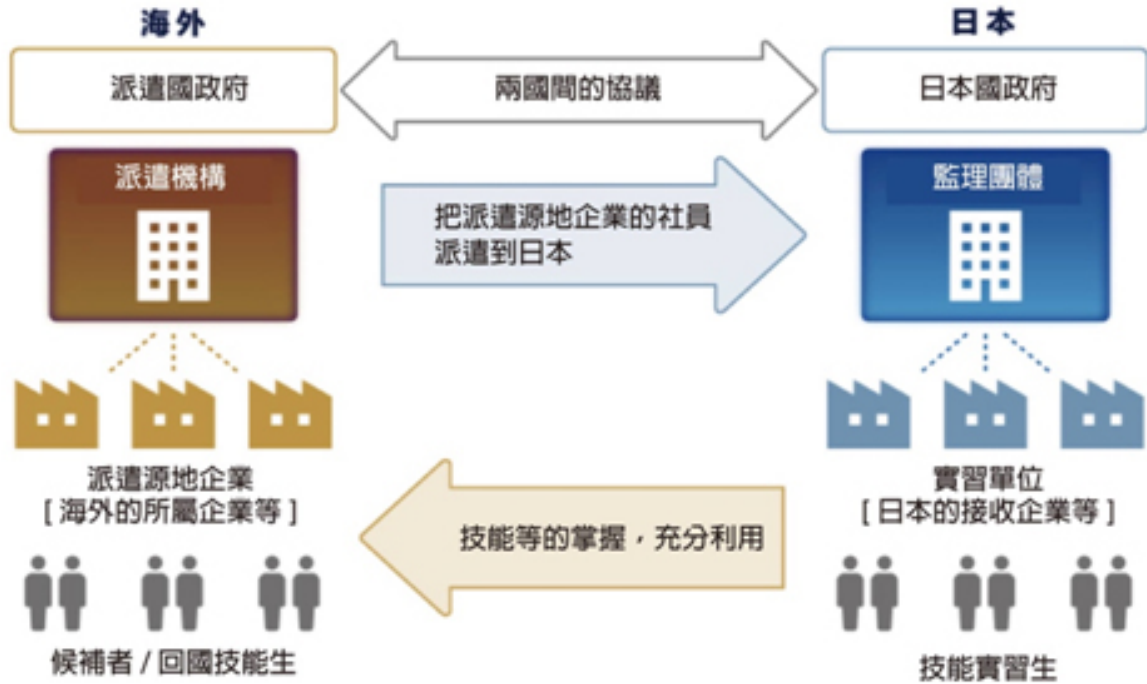 海外
日本
派遣國政府
兩國間的協議
日本國政府
派遣機構
把派遣源地企業的社員
派遣到日本
監理團體
派遣源地企業
[ 海外的所屬企業等 ]
技能等的掌握，充分利用
實習單位
[ 日本的接收企業等 ]
候補者 / 回國技能生
技能實習生